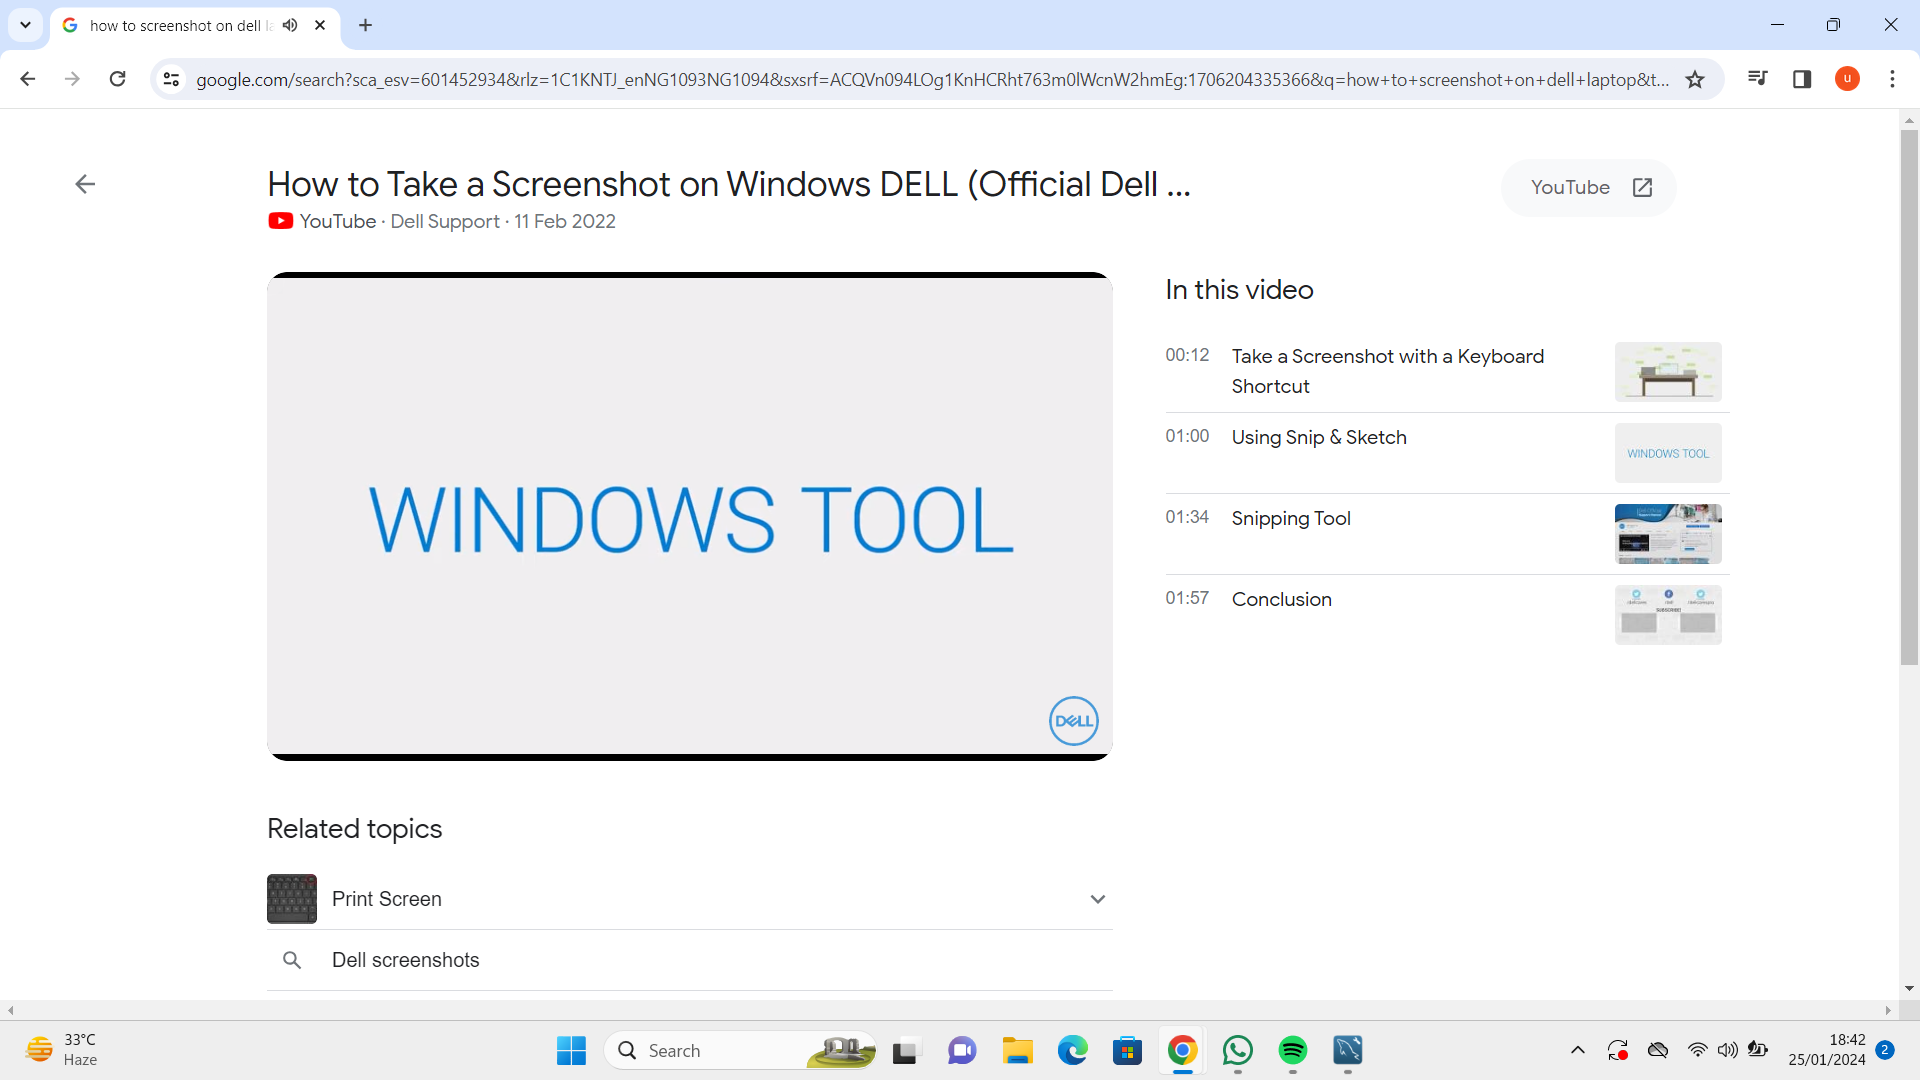 how to screenshot on dell la
google.com/search?sca_esv=601452934&rlz=1C1KNTJ_enNG1093NG1094&sxsrf=ACQVn094LOg1KnHCRht763m0lWcnW2hmEg:1706204335366&q=how+to+screenshot+on+dell+laptop&t...
u
How to Take a Screenshot on Windows DELL (Official Dell ...
YouTube
YouTube · Dell Support · 11 Feb 2022
WINDOWS TOOL
DELL
In this video
00:12 Take a Screenshot with a Keyboard
Shortcut
01:00 Using Snip & Sketch
WINDOWS TOOL
01:34 Snipping Tool
01:57 Conclusion
SUBSCRIBE!
Related topics
Print Screen
Dell screenshots
33°C
Haze
Search
18:42
25/01/2024
2